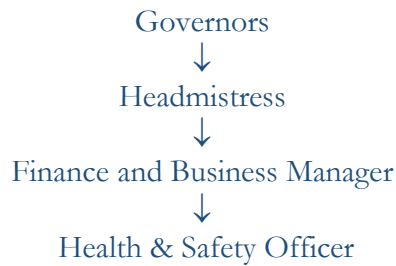 Governors
↓
Headmistress
↓
Finance and Business Manager
↓
Health & Safety Officer